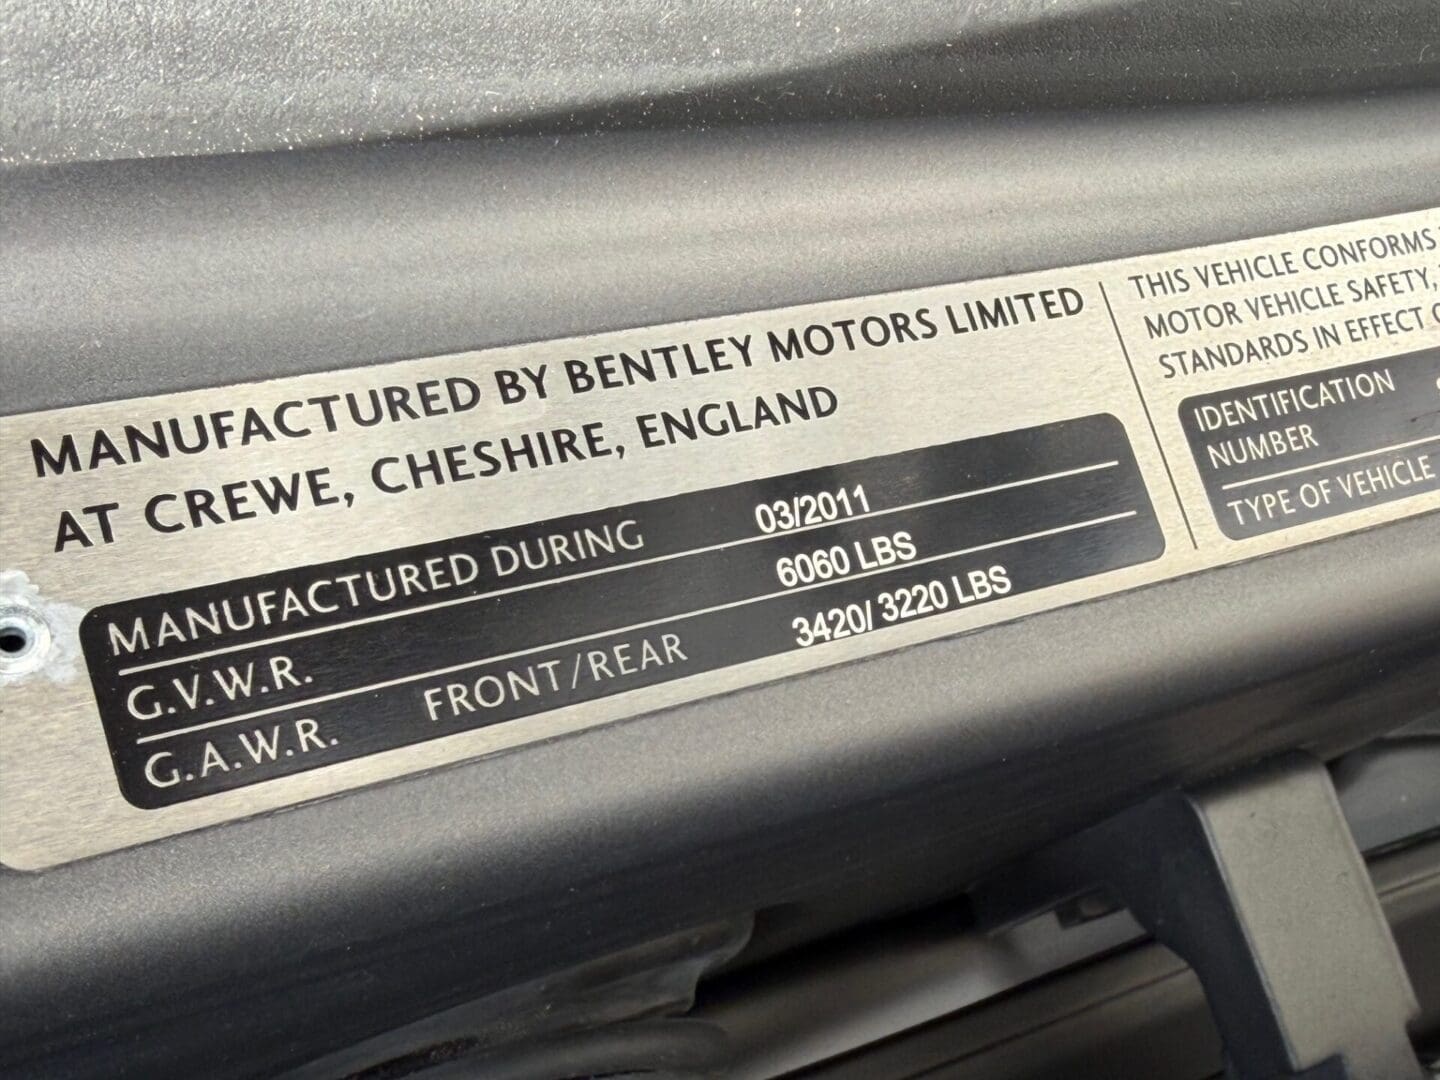 MANUFACTURED BY BENTLEY MOTORS LIMITED
AT CREWE, CHESHIRE, ENGLAND
MANUFACTURED DURING 03/2011
G.V.W.R. 6060 LBS
G.A.W.R. FRONT/REAR 3420/ 3220 LBS
THIS VEHICLE CONFORMS
MOTOR VEHICLE SAFETY,
STANDARDS IN EFFECT
IDENTIFICATION
NUMBER
TYPE OF VEHICLE